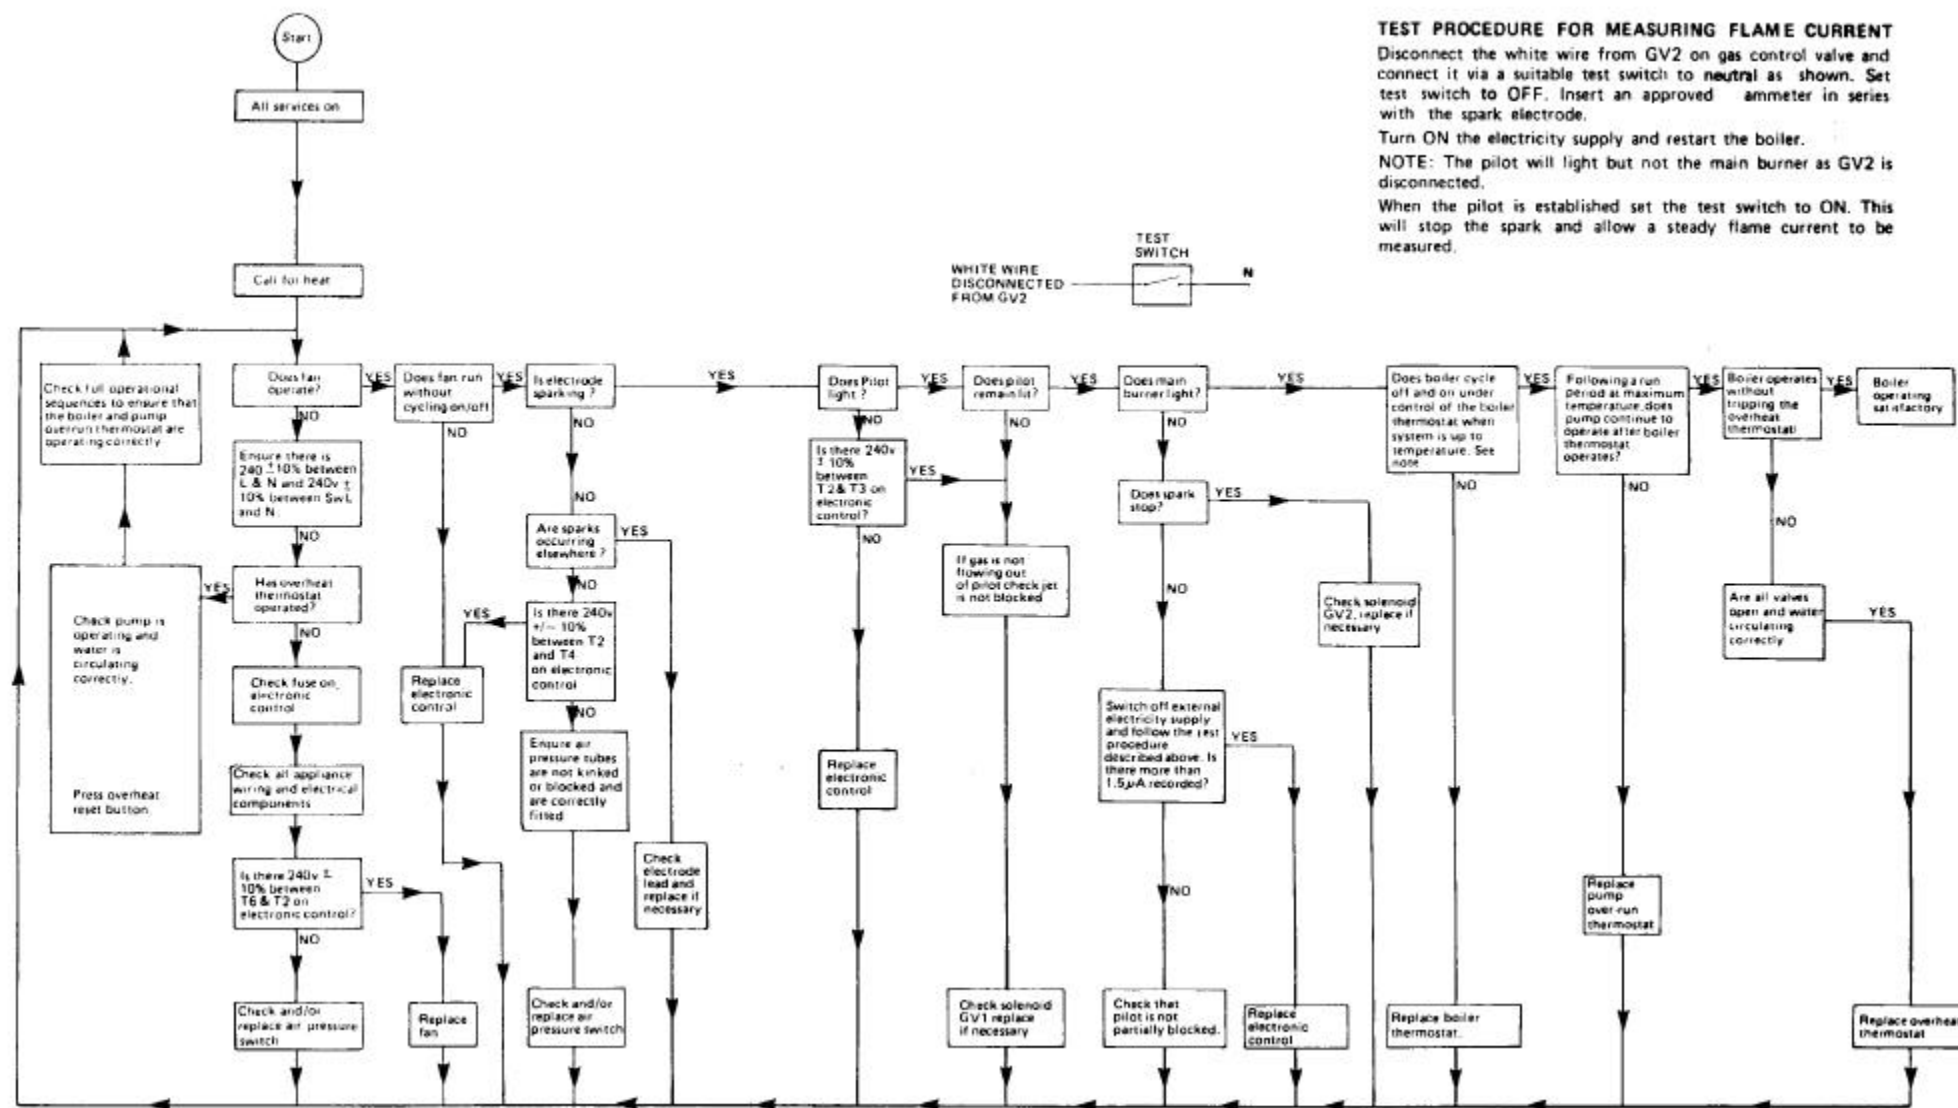 TEST PROCEDURE FOR MEASURING FLAME CURRENT
Disconnect the white wire from GV2 on gas control valve and
connect it via a suitable test switch to neutral as shown. Set
test switch to OFF. Insert an approved ammeter in series
with the spark electrode.
Turn ON the electricity supply and restart the boiler.
NOTE: The pilot will light but not the main burner as GV2 is
disconnected.
When the pilot is established set the test switch to ON. This
will stop the spark and allow a steady flame current to be
measured.
Start
All services on
Call for heat
TEST
SWITCH
WHITE WIRE
DISCONNECTED
FROM GV2
N
Check full operational
sequences to ensure that
the boiler and pump
overrun thermostat are
operating correctly
Does fan
operate?
YES
Does fan run
without
cycling on/off
YES
Is electrode
sparking ?
YES
Does Pilot
light ?
YES
Does pilot
remain lit?
YES
Does main
burner light?
YES
Does boiler cycle
off and on under
control of the boiler
thermostat when
system is up to
temperature. See
note
YES
Following a run
period at maximum
temperature, does
pump continue to
operate after boiler
thermostat
operates?
YES
Boiler operates
without
tripping the
overheat
thermostat
YES
Boiler
operating
satisfactory
NO
NO
NO
NO
NO
NO
NO
NO
NO
Ensure there is
240 ± 10% between
L & N and 240v ±
10% between SwL
and N.
NO
Has overheat
thermostat
operated?
YES
Check pump is
operating and
water is
circulating
correctly.
Press overheat
reset button
NO
Check fuse on
electronic
control
Check all appliance
wiring and electrical
components
Is there 240v ±
10% between
T6 & T2 on
electronic control?
YES
NO
Check and/or
replace air pressure
switch
Replace
fan
Replace
electronic
control
NO
Are sparks
occurring
elsewhere ?
YES
NO
Is there 240v
+/− 10%
between T2
and T4
on electronic
control
YES
NO
Ensure air
pressure tubes
are not kinked
or blocked and
are correctly
fitted
Check and/or
replace air
pressure switch
Check
electrode
lead and
replace if
necessary
Is there 240v
± 10%
between
T2 & T3 on
electronic
control?
YES
NO
Replace
electronic
control
If gas is not
flowing out
of pilot check jet
is not blocked
Check solenoid
GV1 replace
if necessary
Does spark
stop?
YES
NO
Check solenoid
GV2, replace if
necessary
Switch off external
electricity supply
and follow the test
procedure
described above. Is
there more than
1.5µA recorded?
YES
NO
Check that
pilot is not
partially blocked.
Replace
electronic
control
Replace boiler
thermostat.
Replace
pump
over-run
thermostat
Are all valves
open and water
circulating
correctly
YES
Replace overheat
thermostat